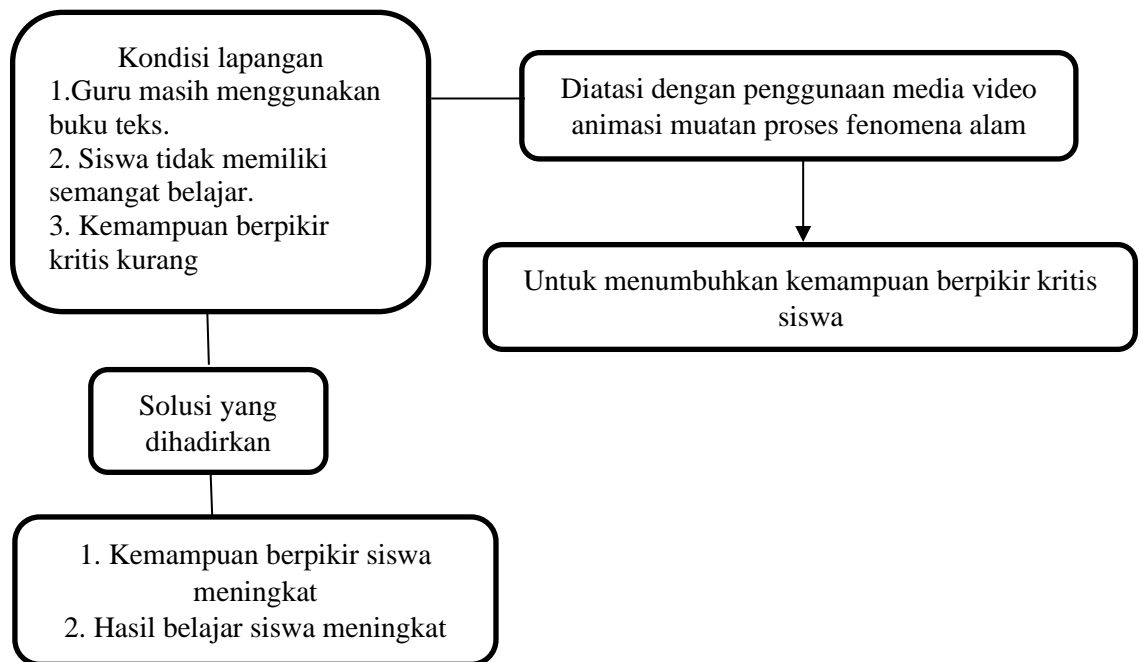 Kondisi lapangan
1.Guru masih menggunakan
buku teks.
2. Siswa tidak memiliki
semangat belajar.
3. Kemampuan berpikir
kritis kurang
Diatasi dengan penggunaan media video
animasi muatan proses fenomena alam
Untuk menumbuhkan kemampuan berpikir kritis
siswa
Solusi yang
dihadirkan
1. Kemampuan berpikir siswa
meningkat
2. Hasil belajar siswa meningkat